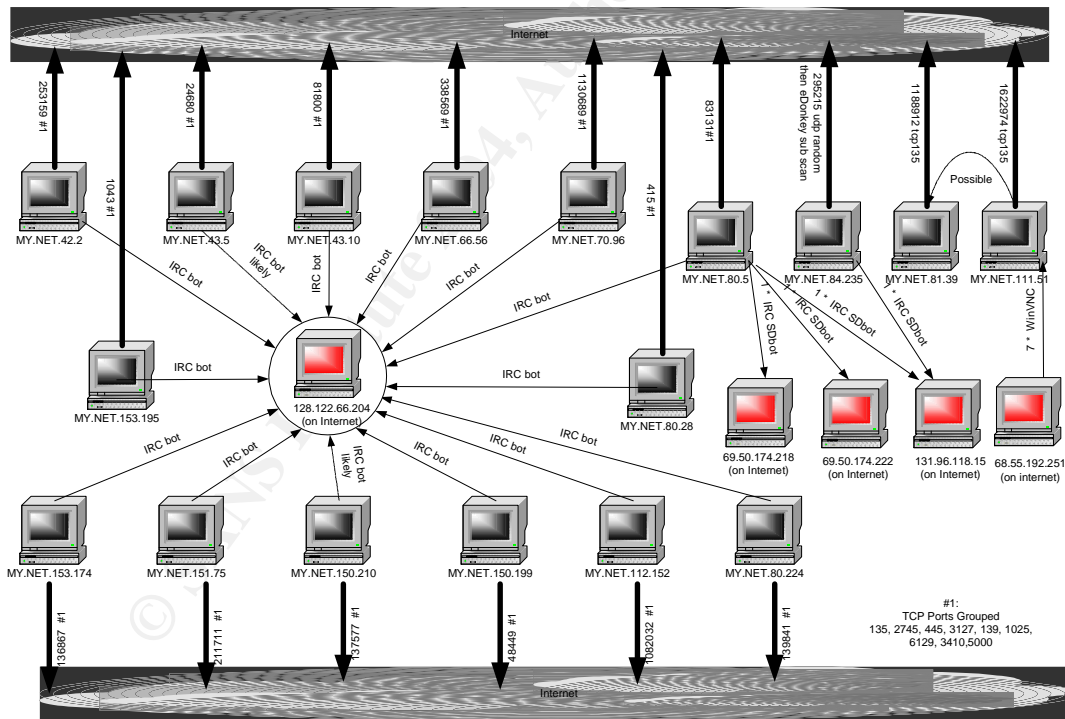 Internet
253159 #1
1043 #1
24680 #1
81800 #1
338569 #1
1130689 #1
415 #1
83131#1
295215 udp random
then eDonkey sub scan
1188912 tcp135
1622974 tcp135
Possible
MY.NET.42.2
MY.NET.43.5
MY.NET.43.10
MY.NET.66.56
MY.NET.70.96
MY.NET.80.5
MY.NET.84.235
MY.NET.81.39
MY.NET.111.51
IRC bot
IRC bot
likely
IRC bot
IRC bot
IRC bot
IRC bot
1 * IRC SDbot
1 * IRC SDbot
1 * IRC SDbot
1 * IRC SDbot
7 * WinVNC
MY.NET.153.195
IRC bot
128.122.66.204
(on Internet)
IRC bot
MY.NET.80.28
69.50.174.218
(on Internet)
69.50.174.222
(on Internet)
131.96.118.15
(on Internet)
68.55.192.251
(on internet)
IRC bot
IRC bot
IRC bot
likely
IRC bot
IRC bot
IRC bot
MY.NET.153.174
MY.NET.151.75
MY.NET.150.210
MY.NET.150.199
MY.NET.112.152
MY.NET.80.224
136867 #1
211711 #1
137577 #1
48449 #1
1082032 #1
139841 #1
#1:
TCP Ports Grouped
135, 2745, 445, 3127, 139, 1025,
6129, 3410,5000
Internet